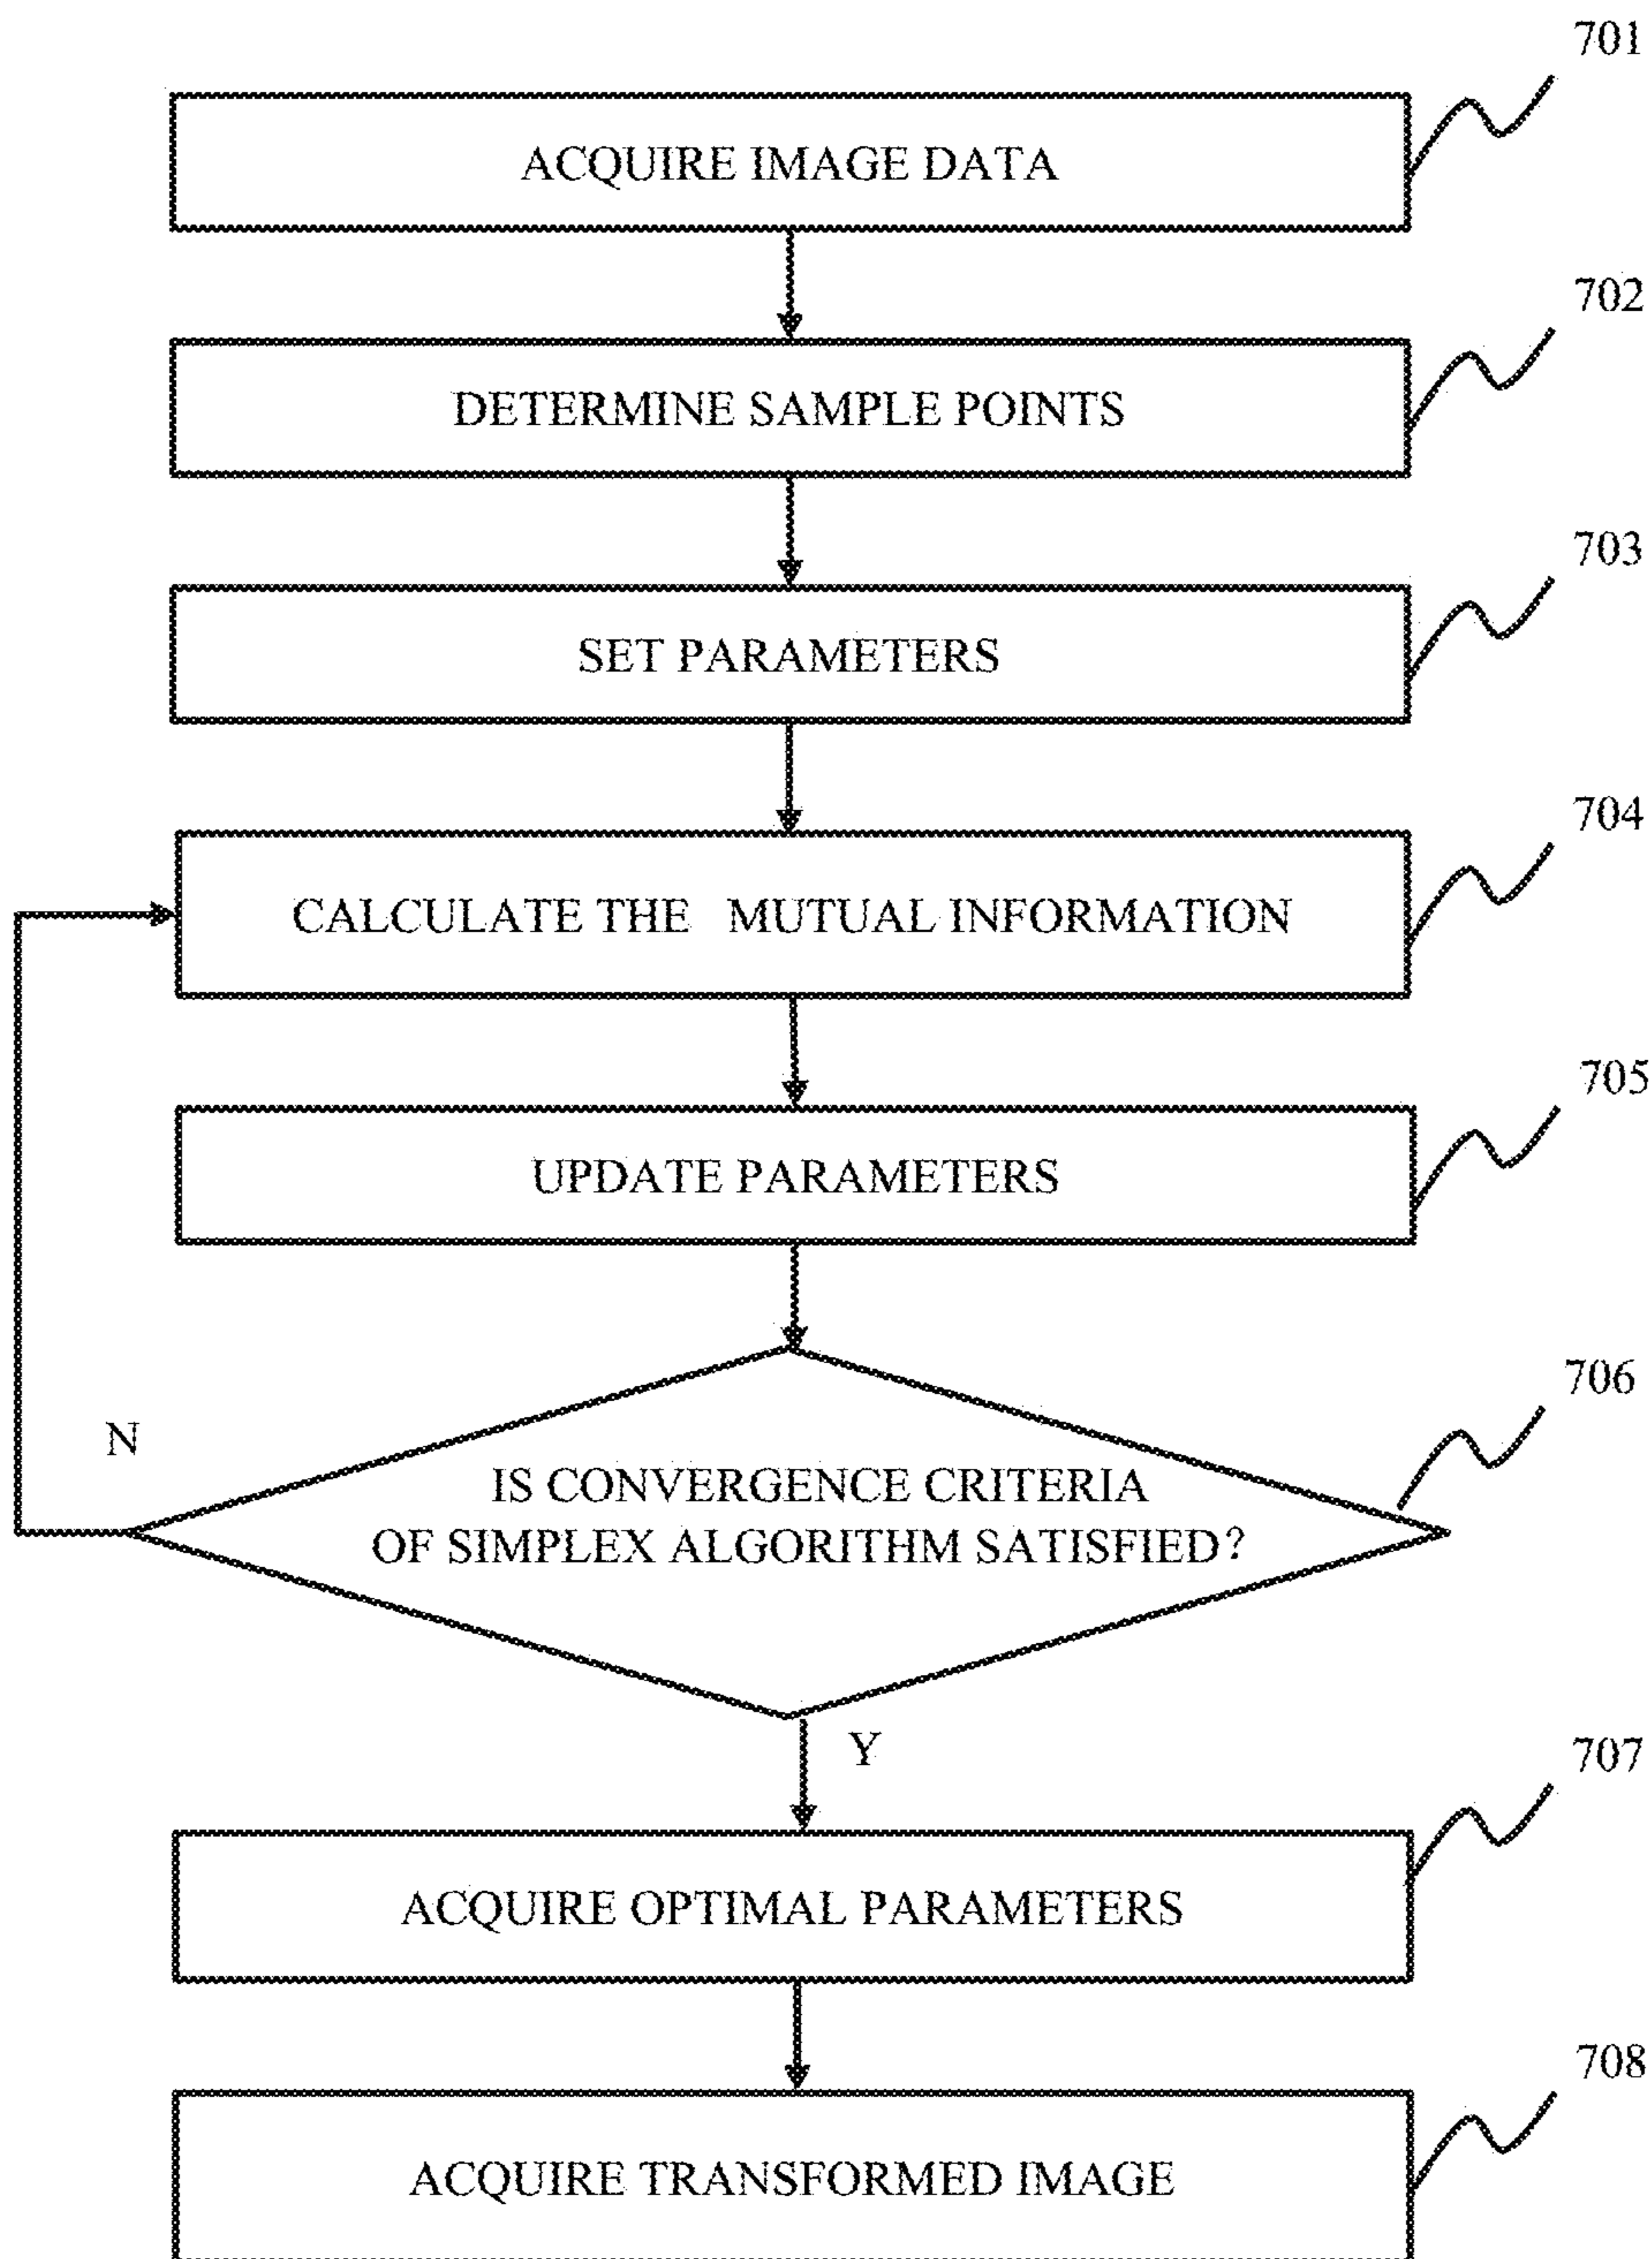 701
ACQUIRE IMAGE DATA
702
DETERMINE SAMPLE POINTS
703
SET PARAMETERS
704
CALCULATE THE MUTUAL INFORMATION
705
UPDATE PARAMETERS
706
N
IS CONVERGENCE CRITERIA
OF SIMPLEX ALGORITHM SATISFIED?
Y
707
ACQUIRE OPTIMAL PARAMETERS
708
ACQUIRE TRANSFORMED IMAGE